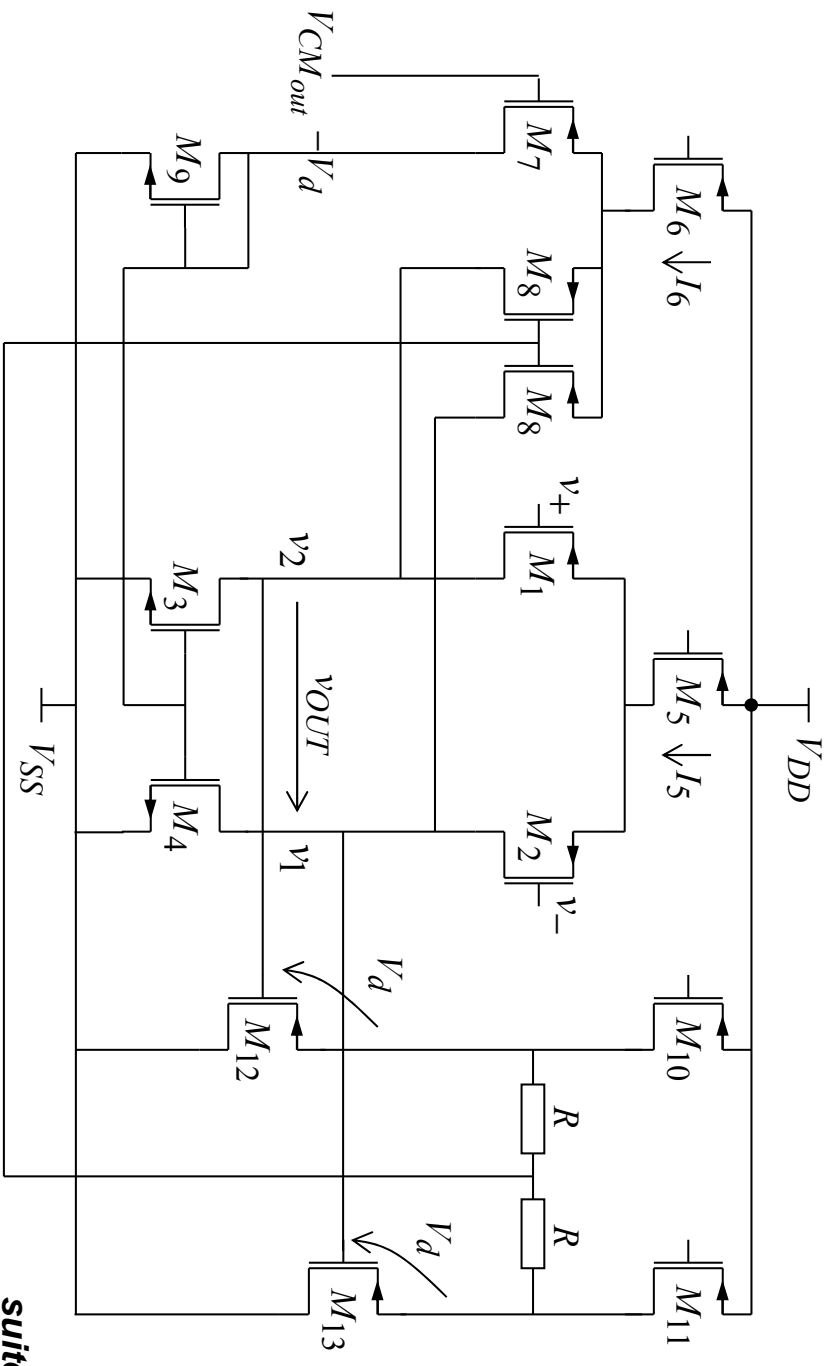 V_DD
M_6 ↓I_6
M_5 ↓I_5
M_10
M_11
v_+
v_–
R
R
M_7
M_8
M_8
M_1
M_2
V_d
V_d
V_CM_out –V_d
v_2
v_OUT
v_1
M_12
M_13
M_9
M_3
M_4
V_SS